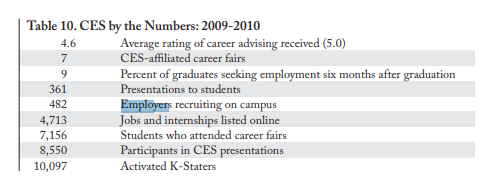 Table 10. CES by the Numbers: 2009-2010
4.6 Average rating of career advising received (5.0)
7 CES-affiliated career fairs
9 Percent of graduates seeking employment six months after graduation
361 Presentations to students
482 Employers recruiting on campus
4,713 Jobs and internships listed online
7,156 Students who attended career fairs
8,550 Participants in CES presentations
10,097 Activated K-Staters